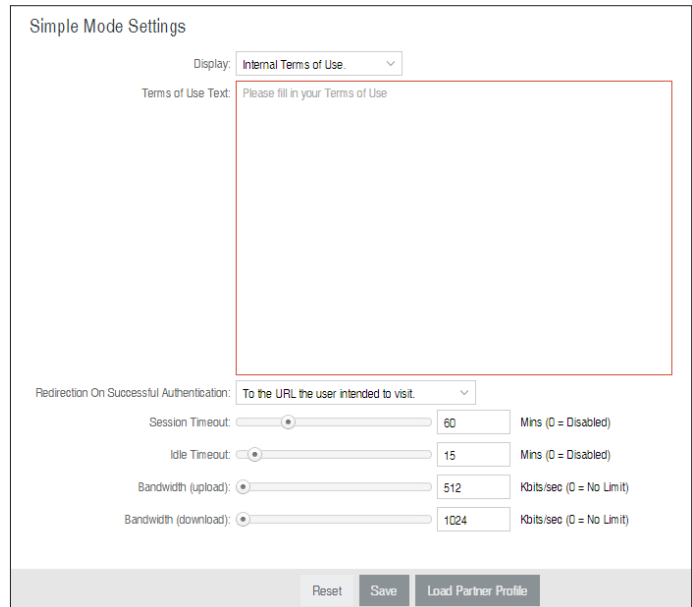 Simple Mode Settings
Display: Internal Terms of Use.
Terms of Use Text: Please fill in your Terms of Use
Redirection On Successful Authentication: To the URL the user intended to visit.
Session Timeout: 60 Mins (0 = Disabled)
Idle Timeout: 15 Mins (0 = Disabled)
Bandwidth (upload): 512 Kbits/sec (0 = No Limit)
Bandwidth (download): 1024 Kbits/sec (0 = No Limit)
Reset Save Load Partner Profile